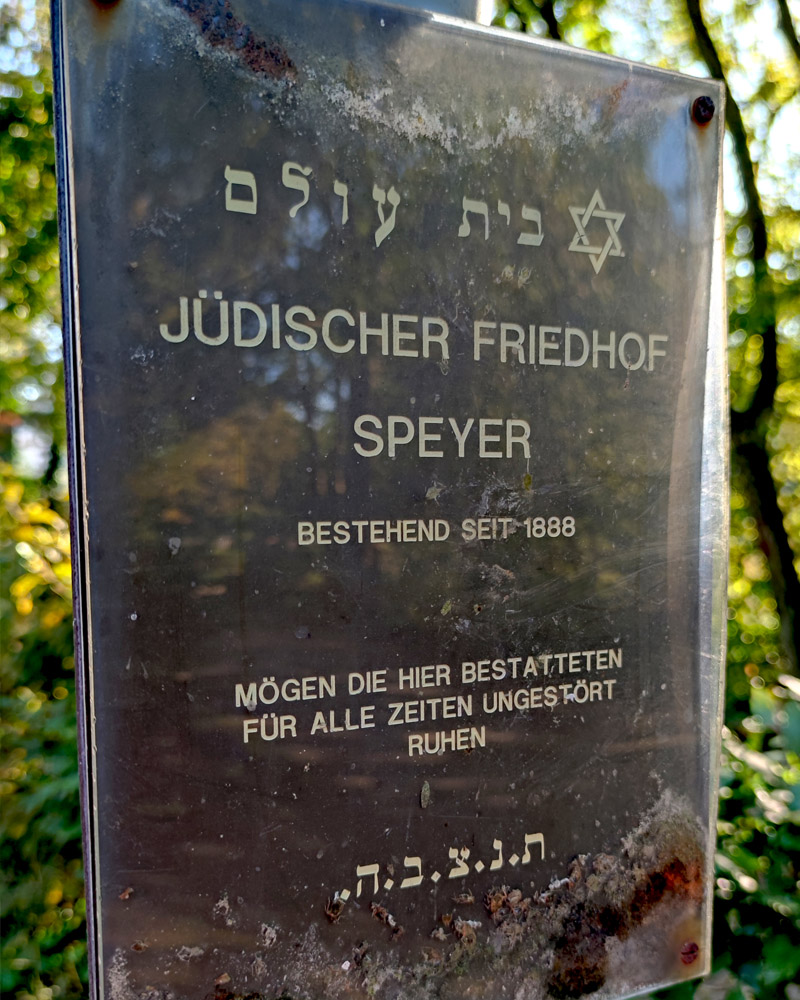 בית עולם
JÜDISCHER FRIEDHOF
SPEYER
BESTEHEND SEIT 1888
MÖGEN DIE HIER BESTATTETEN
FÜR ALLE ZEITEN UNGESTÖRT
RUHEN
ת.נ.צ.ב.ה.